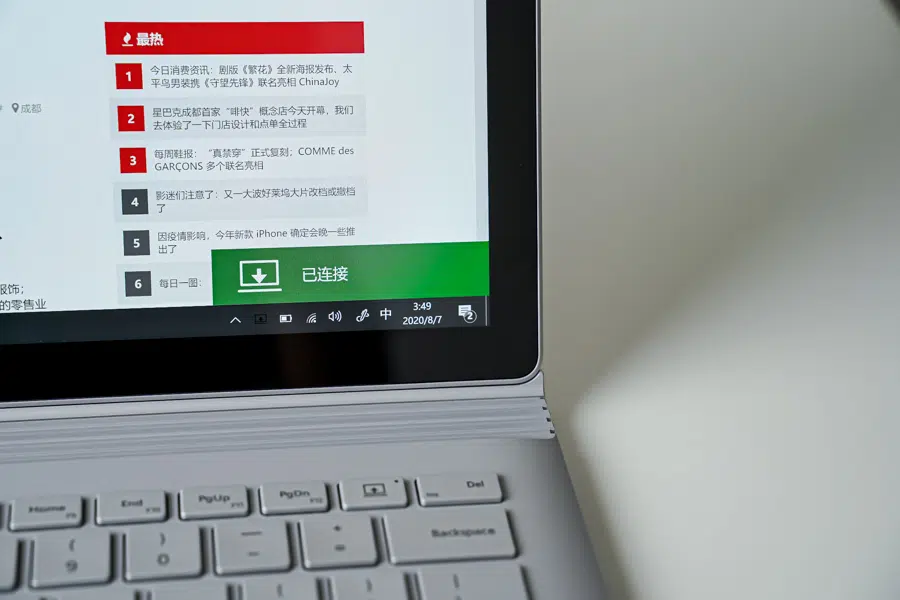 最热
1
今日消费资讯：剧版《繁花》全新海报发布、太
平鸟男装携《守望先锋》联名亮相 ChinaJoy
成都
2
星巴克成都首家“啡快”概念店今天开幕，我们
去体验了一下门店设计和点单全过程
3
每周鞋报：“真禁穿”正式复刻；COMME des
GARÇONS 多个联名亮相
4
影迷们注意了：又一大波好莱坞大片改档或撤档
了
5
因疫情影响，今年新款 iPhone 确定会晚一些推
出了
6
每日一图：
已连接
服饰；
的零售业
中
3:49
2020/8/7
2
Home F9
End F10
PgUp F11
PgDn F12
Ins Del
( 9
) 0
— -
+ =
Backspace